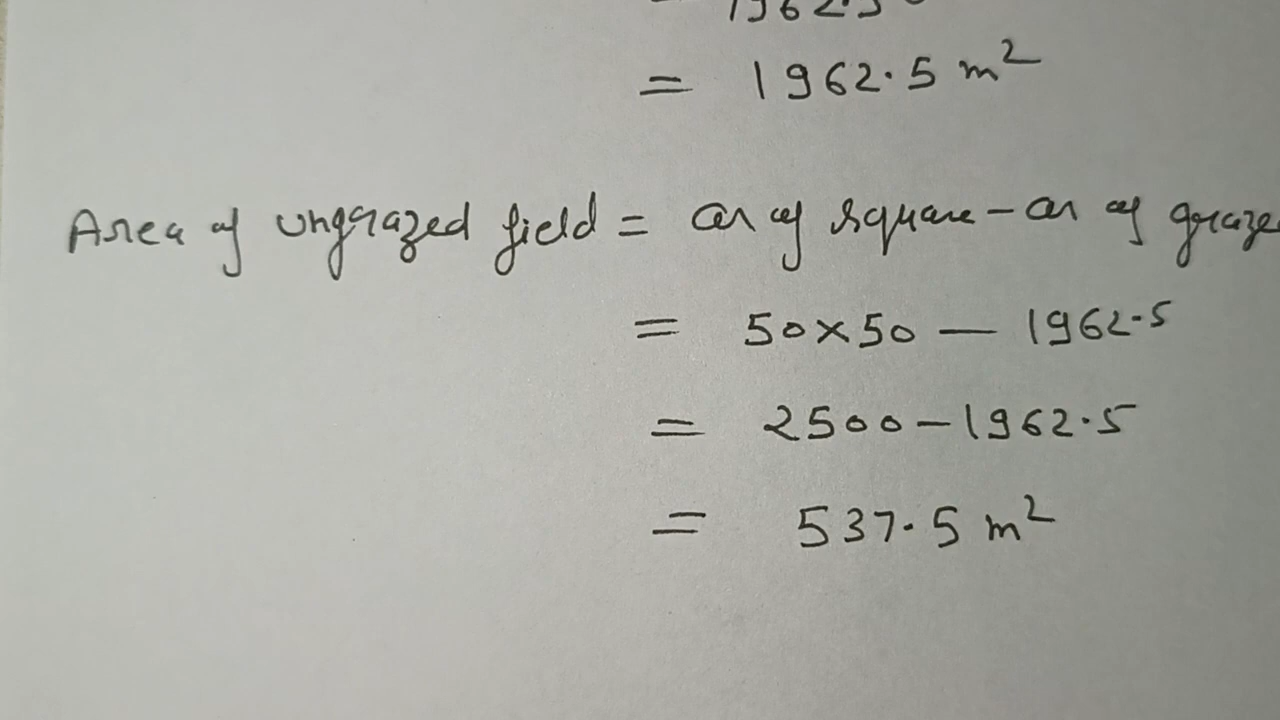 = 1962.5 m²
Area of ungrazed field = ar of square - ar of graze
= 50×50 — 1962.5
= 2500 - 1962.5
= 537.5 m²